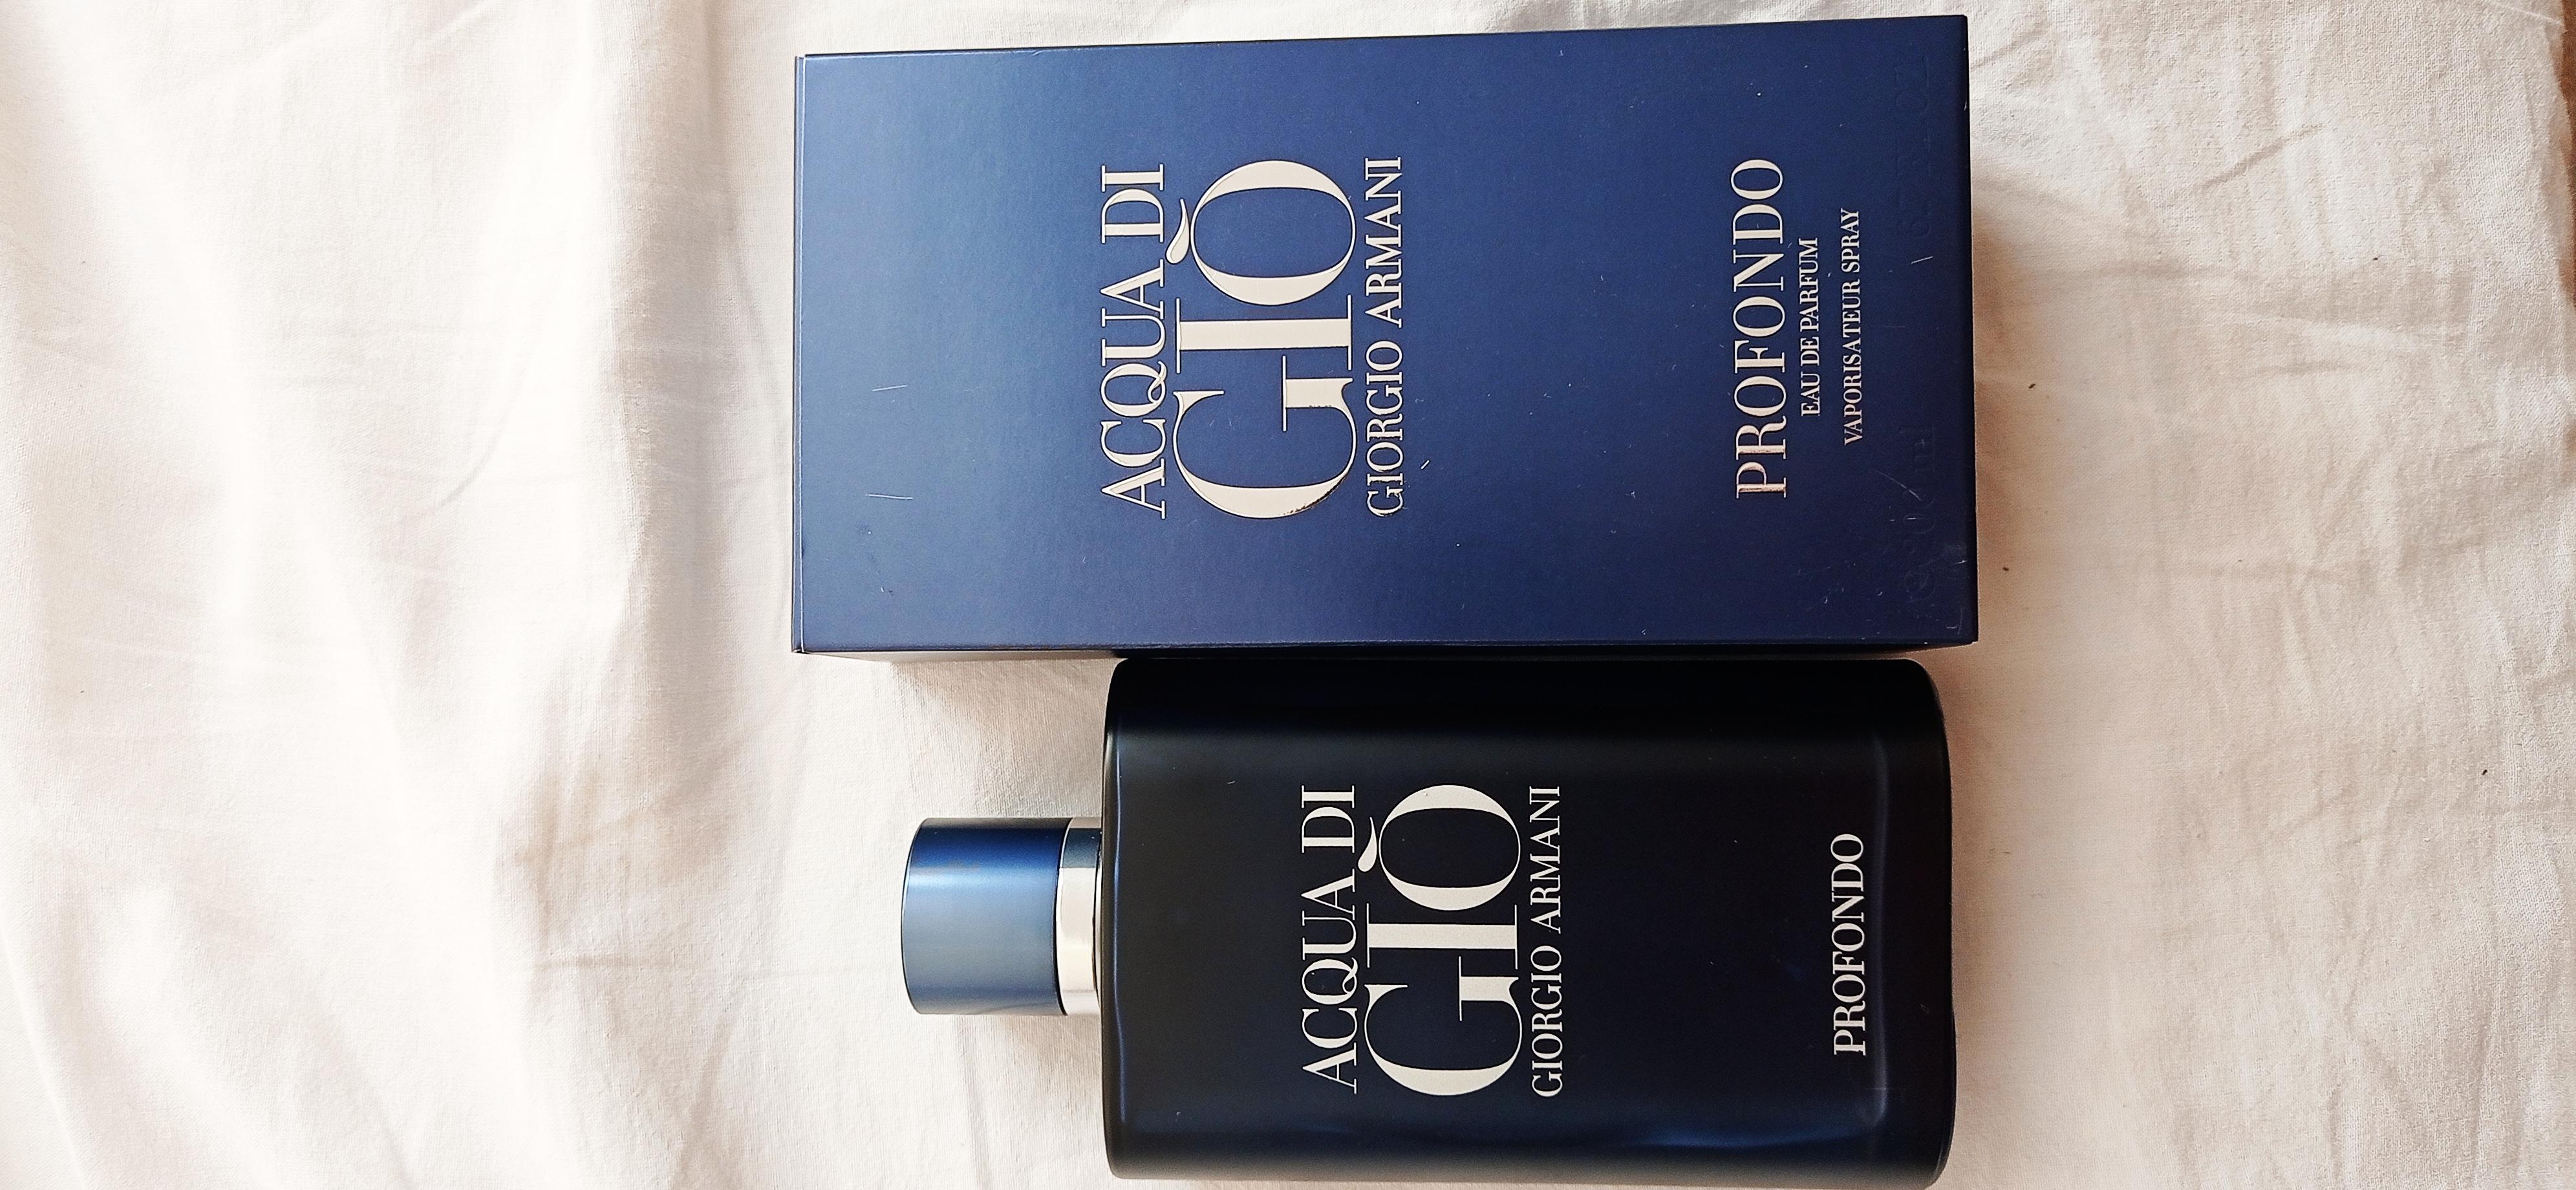 ACQUA DI
GIÒ
GIORGIO ARMANI
PROFONDO
EAU DE PARFUM
VAPORISATEUR SPRAY
ACQUA DI
GIÒ
GIORGIO ARMANI
PROFONDO